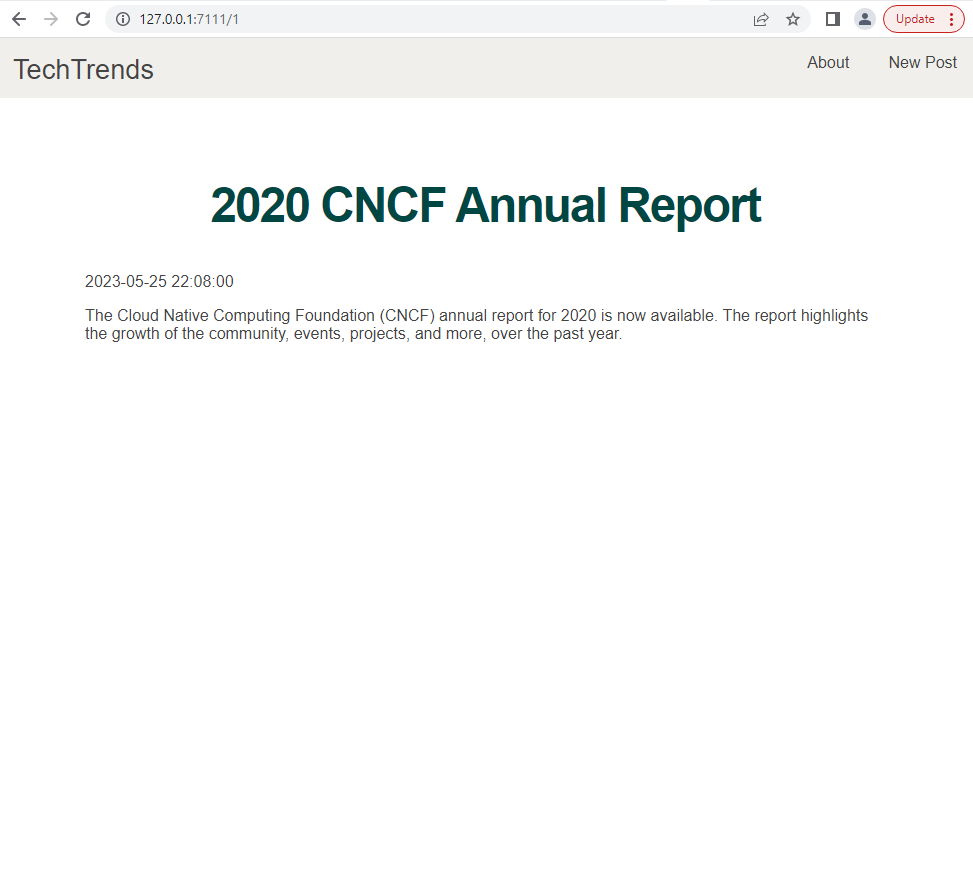 127.0.0.1:7111/1
Update
TechTrends
About
New Post
2020 CNCF Annual Report
2023-05-25 22:08:00
The Cloud Native Computing Foundation (CNCF) annual report for 2020 is now available. The report highlights
the growth of the community, events, projects, and more, over the past year.